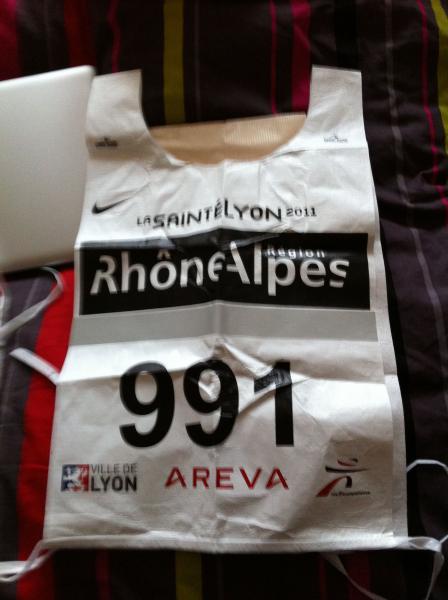 LA SAINTÉLYON 2011
Région
RhôneAlpes
991
VILLE DE
LYON
AREVA